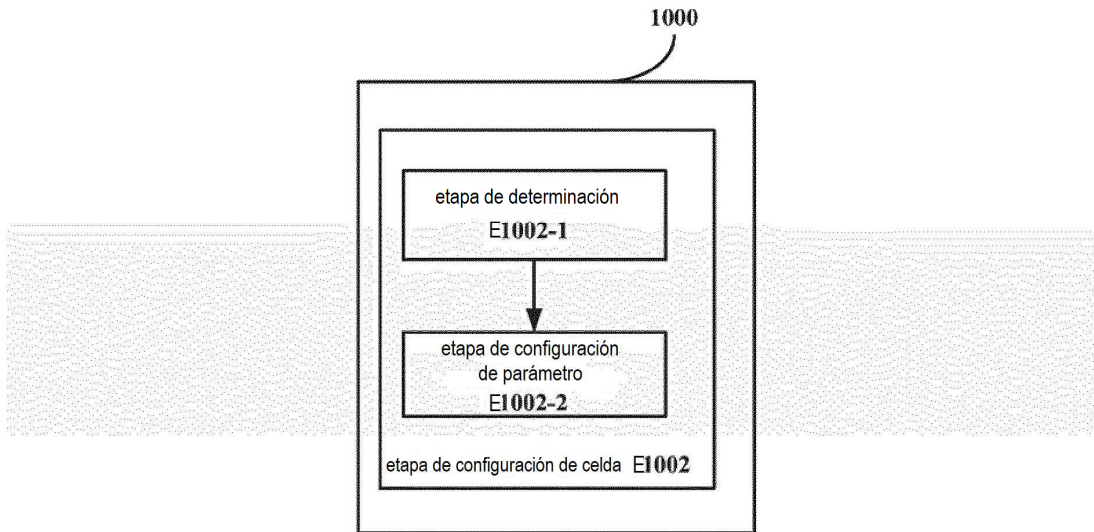 1000
etapa de determinación
E1002-1
etapa de configuración
de parámetro
E1002-2
etapa de configuración de celda E1002